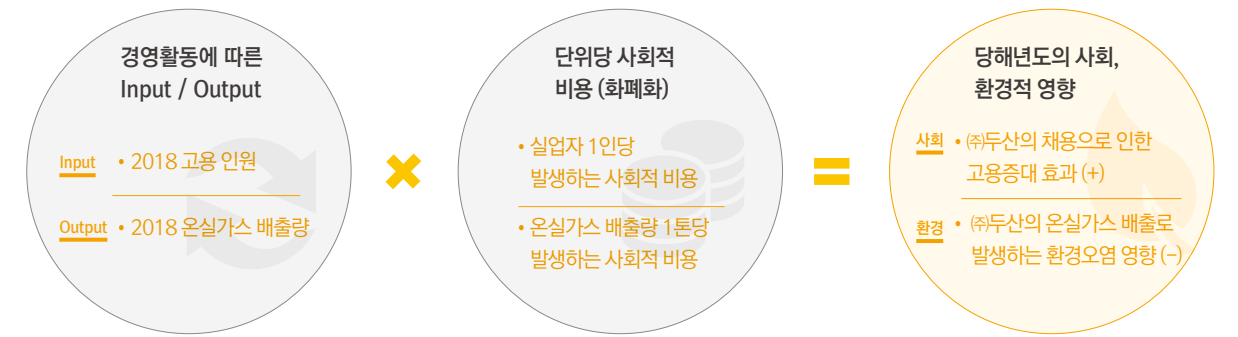 경영활동에 따른
Input / Output
Input • 2018 고용 인원
Output • 2018 온실가스 배출량
×
단위당 사회적
비용 (화폐화)
• 실업자 1인당
발생하는 사회적 비용
• 온실가스 배출량 1톤당
발생하는 사회적 비용
=
당해년도의 사회,
환경적 영향
사회 • ㈜두산의 채용으로 인한
고용증대 효과 (+)
환경 • ㈜두산의 온실가스 배출로
발생하는 환경오염 영향 (-)